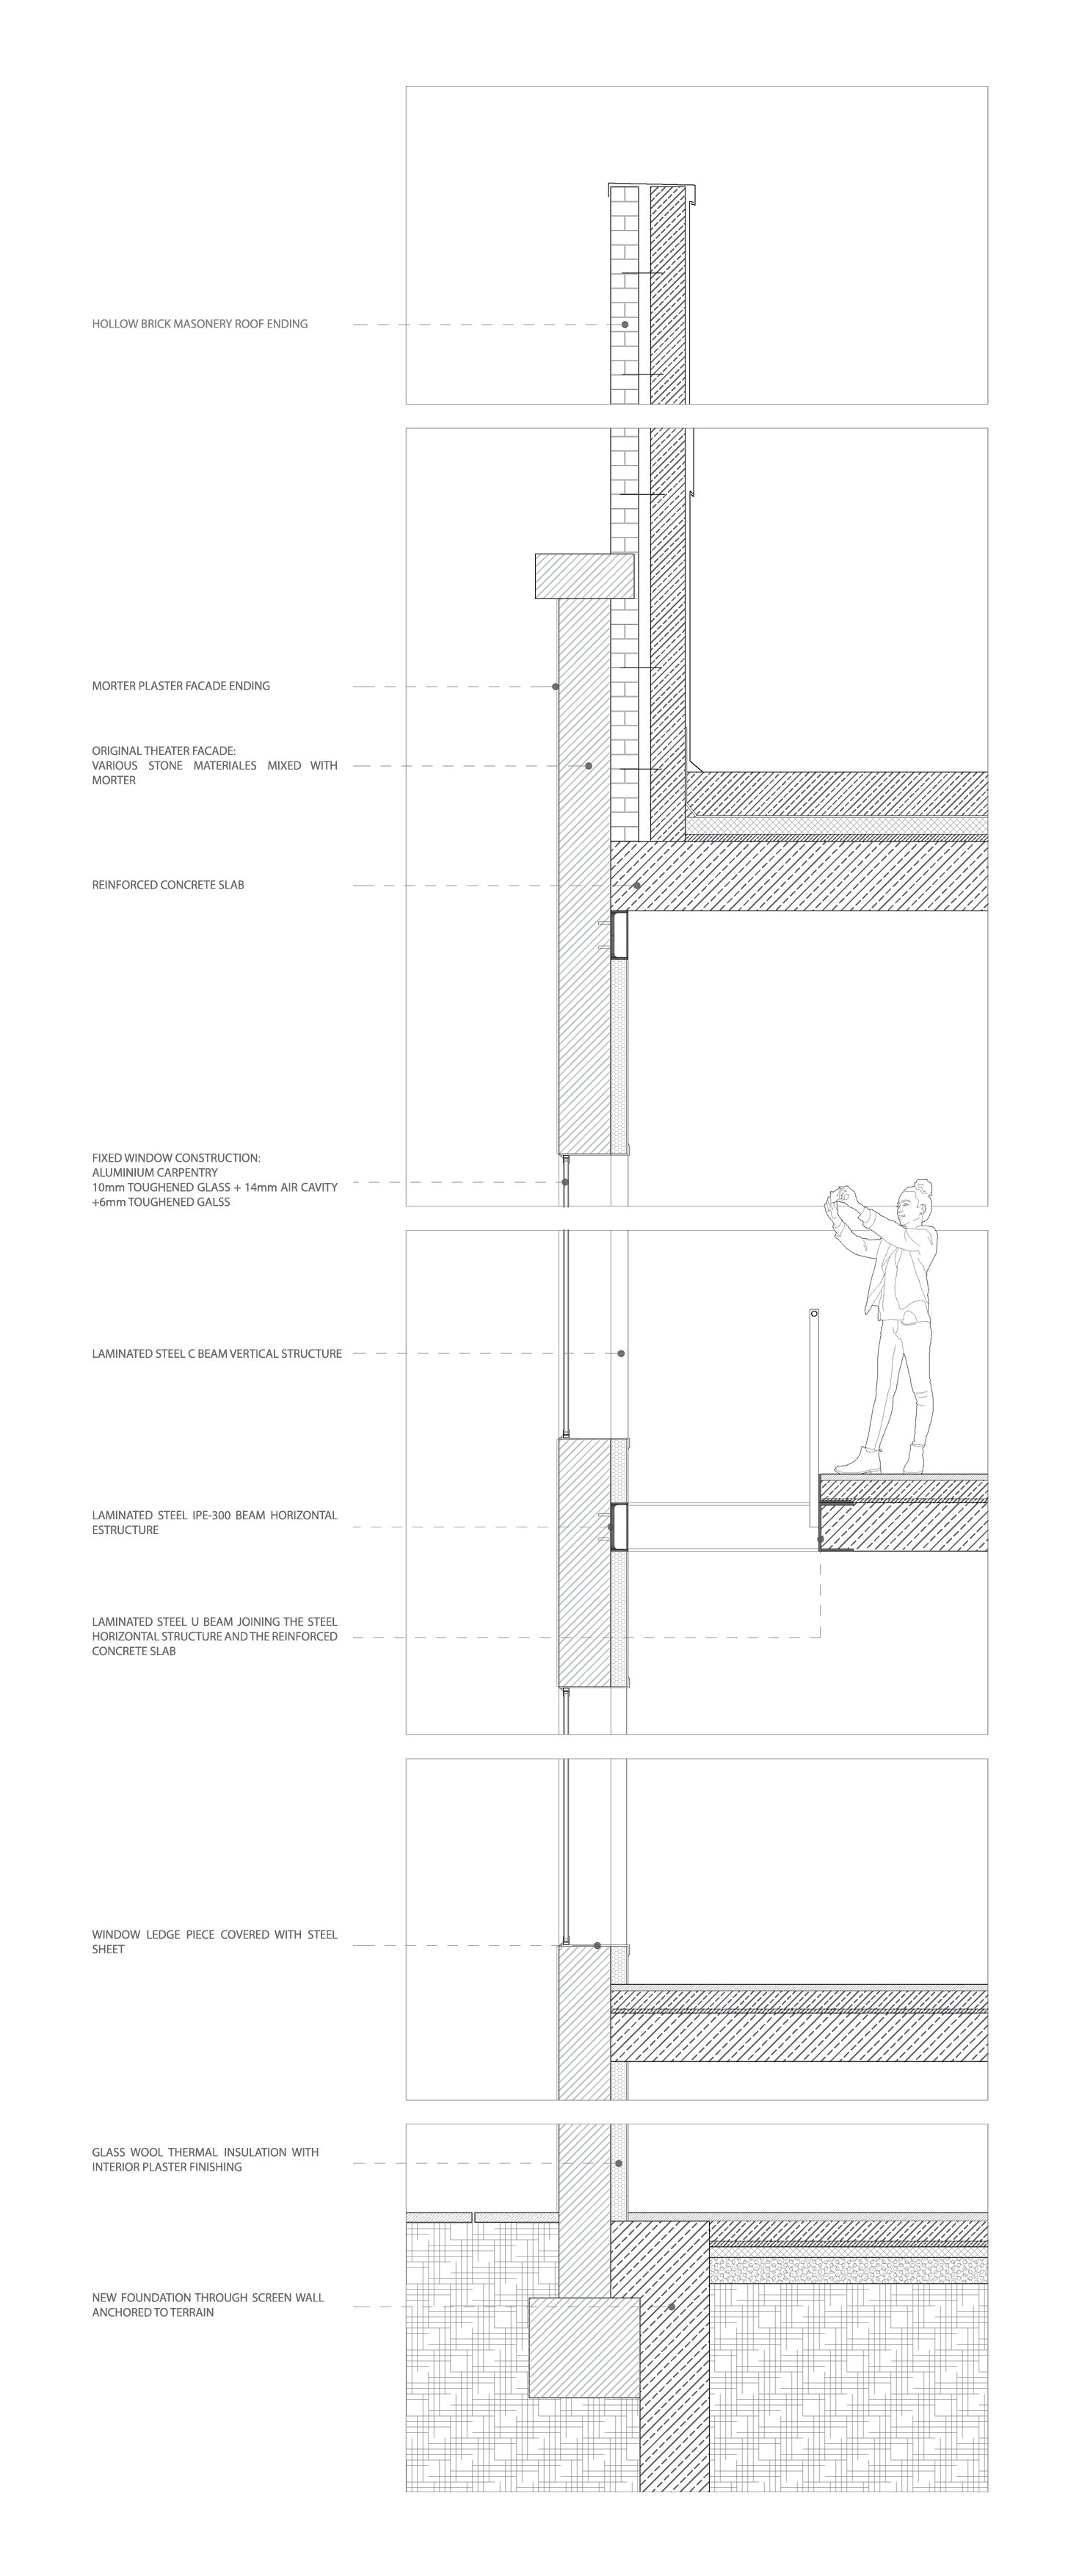 HOLLOW BRICK MASONERY ROOF ENDING
MORTER PLASTER FACADE ENDING
ORIGINAL THEATER FACADE:
VARIOUS STONE MATERIALES MIXED WITH
MORTER
REINFORCED CONCRETE SLAB
FIXED WINDOW CONSTRUCTION:
ALUMINIUM CARPENTRY
10mm TOUGHENED GLASS + 14mm AIR CAVITY
+6mm TOUGHENED GALSS
LAMINATED STEEL C BEAM VERTICAL STRUCTURE
LAMINATED STEEL IPE-300 BEAM HORIZONTAL
ESTRUCTURE
LAMINATED STEEL U BEAM JOINING THE STEEL
HORIZONTAL STRUCTURE AND THE REINFORCED
CONCRETE SLAB
WINDOW LEDGE PIECE COVERED WITH STEEL
SHEET
GLASS WOOL THERMAL INSULATION WITH
INTERIOR PLASTER FINISHING
NEW FOUNDATION THROUGH SCREEN WALL
ANCHORED TO TERRAIN